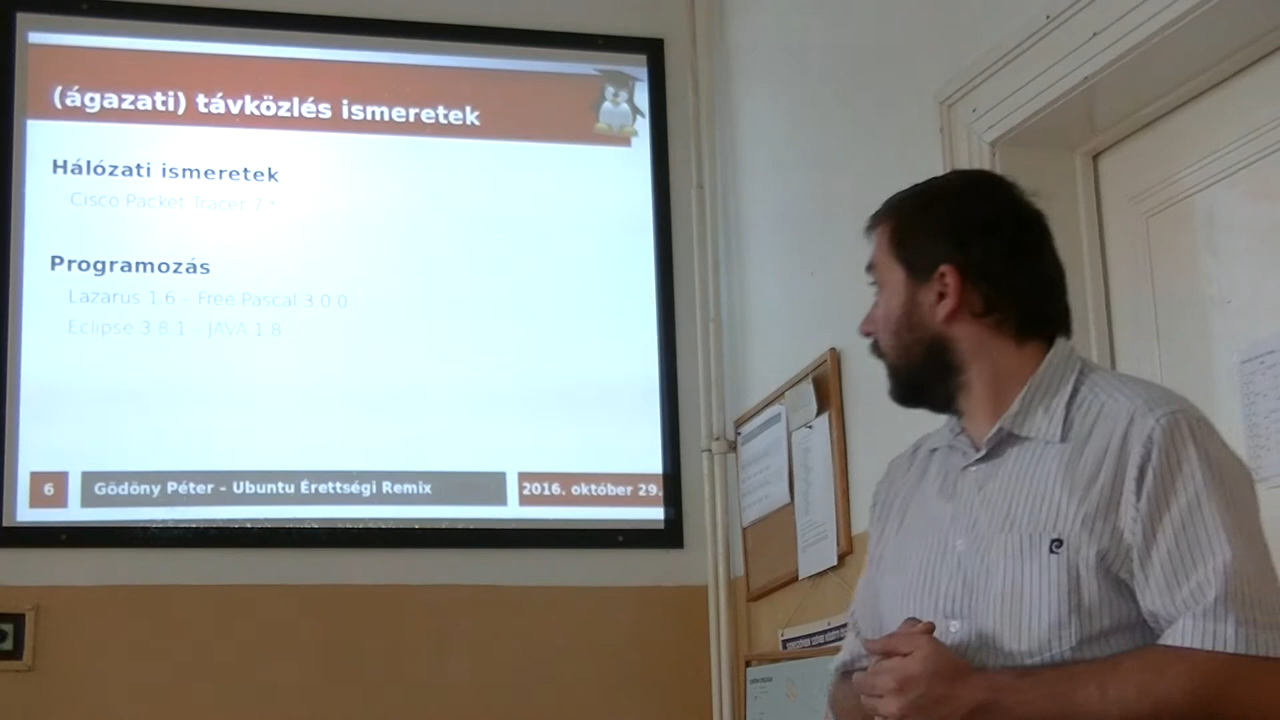 (ágazati) távközlés ismeretek
Hálózati ismeretek
Cisco Packet Tracer 7.*
Programozás
Lazarus 1.6 – Free Pascal 3.0.0
Eclipse 3.8.1 – JAVA 1.8
6
Gödöny Péter – Ubuntu Érettségi Remix
2016. október 29.